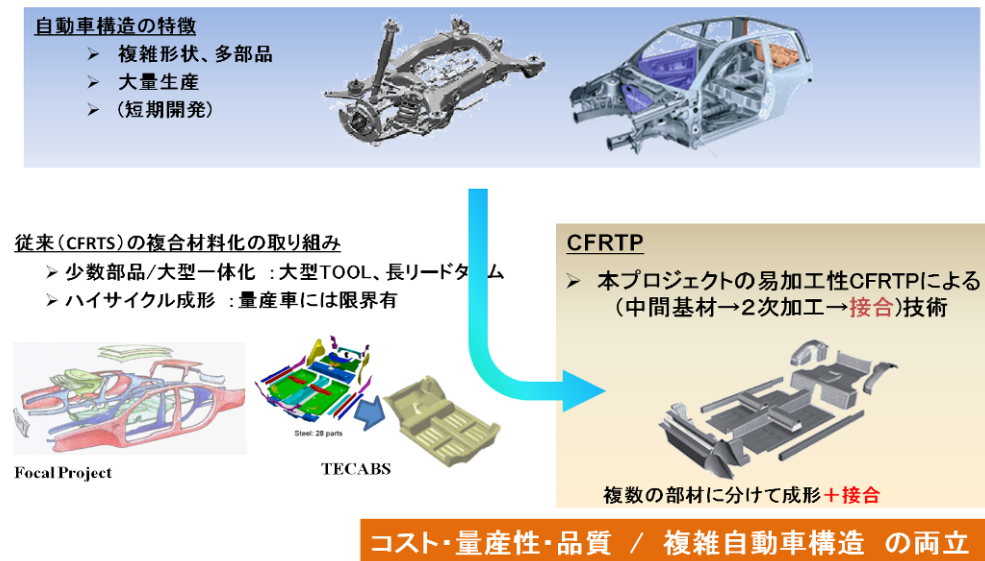 自動車構造の特徴
➢ 複雑形状、多部品
➢ 大量生産
➢ (短期開発)
従来(CFRTS)の複合材料化の取り組み
➢ 少数部品/大型一体化 :大型TOOL、長リードタイム
➢ ハイサイクル成形 :量産車には限界有
Steel: 28 parts
Focal Project
TECABS
CFRTP
➢ 本プロジェクトの易加工性CFRTPによる
(中間基材→2次加工→接合)技術
複数の部材に分けて成形+接合
コスト・量産性・品質 / 複雑自動車構造 の両立